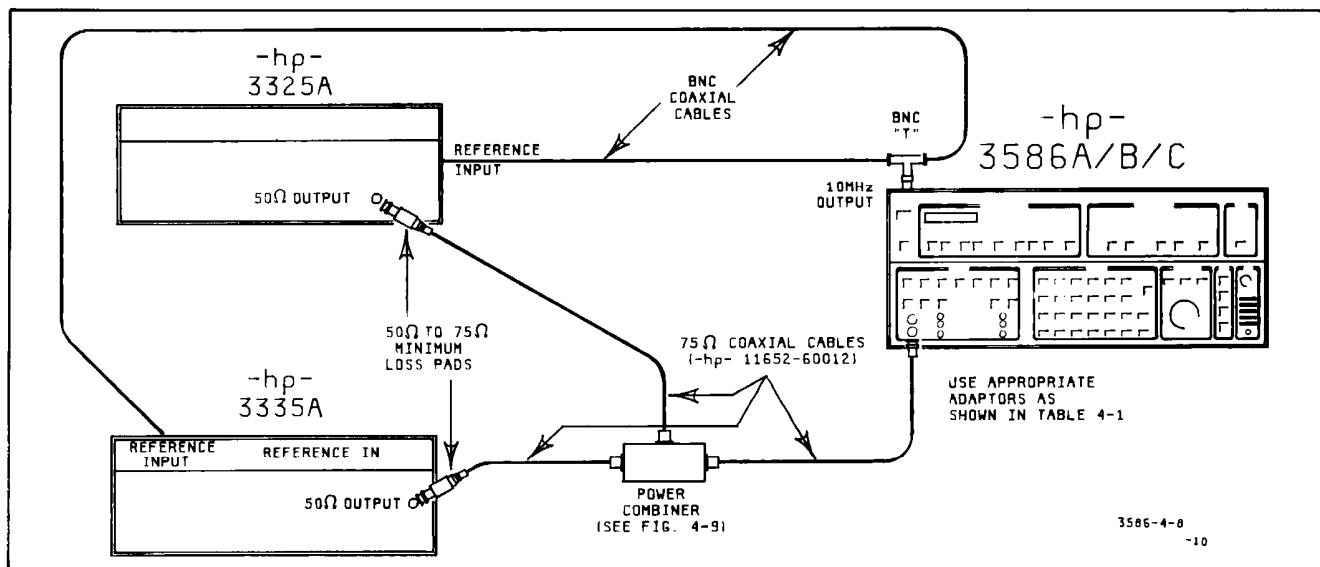 -hp-
3325A
REFERENCE
INPUT
50Ω OUTPUT
BNC
COAXIAL
CABLES
BNC
"T"
-hp-
3586A/B/C
10MHz
OUTPUT
50Ω TO 75Ω
MINIMUM
LOSS PADS
75Ω COAXIAL CABLES
(-hp- 11652-60012)
USE APPROPRIATE
ADAPTORS AS
SHOWN IN TABLE 4-1
-hp-
3335A
REFERENCE
INPUT
REFERENCE IN
50Ω OUTPUT
POWER
COMBINER
(SEE FIG. 4-9)
3586-4-8
-10